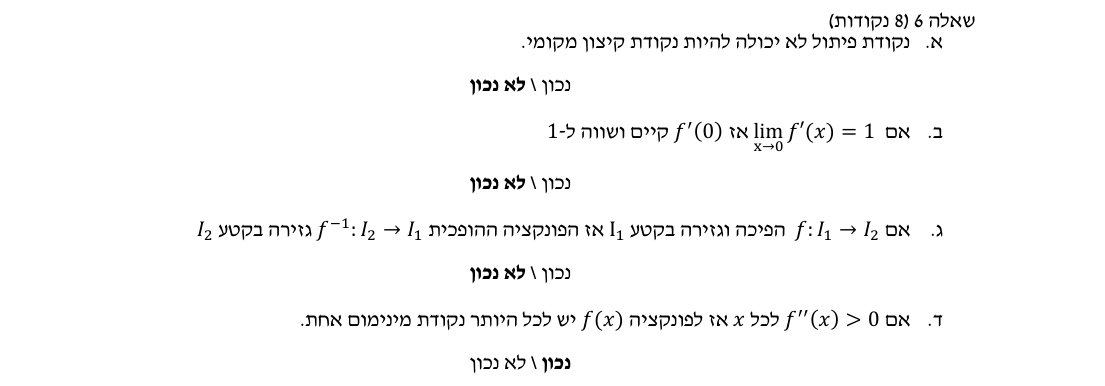 שאלה 6 (8 נקודות)
א. נקודת פיתול לא יכולה להיות נקודת קיצון מקומי.
נכון \ לא נכון
ב. אם lim x→0 f′(x) = 1 אז f′(0) קיים ושווה ל-1
נכון \ לא נכון
ג. אם f: I₁ → I₂ הפיכה וגזירה בקטע I₁ אז הפונקציה ההופכית f⁻¹: I₂ → I₁ גזירה בקטע I₂
נכון \ לא נכון
ד. אם f′′(x) > 0 לכל x אז לפונקציה f(x) יש לכל היותר נקודת מינימום אחת.
נכון \ לא נכון